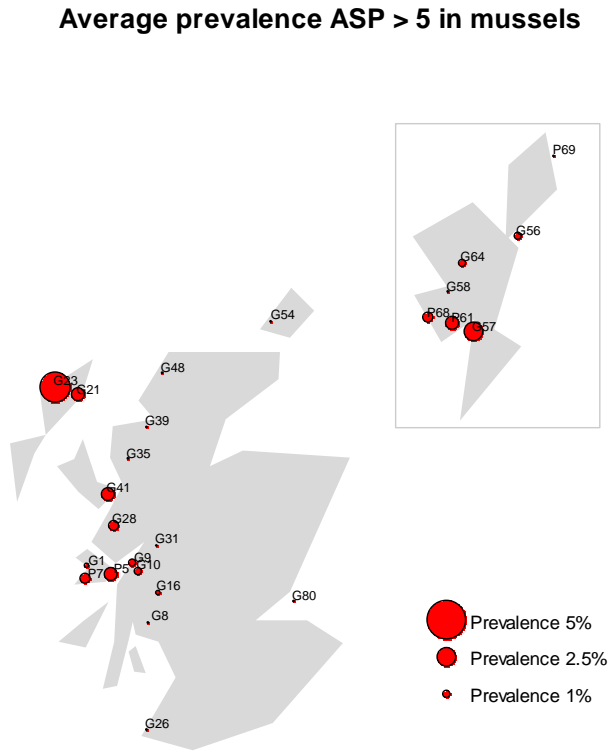 Average prevalence ASP > 5 in mussels
P69
G56
G64
G58
P68
P61
G57
G54
G48
G23
G21
G39
G35
G41
G28
G31
G9
G1
G10
P5
P7
G16
G80
G8
G26
Prevalence 5%
Prevalence 2.5%
Prevalence 1%